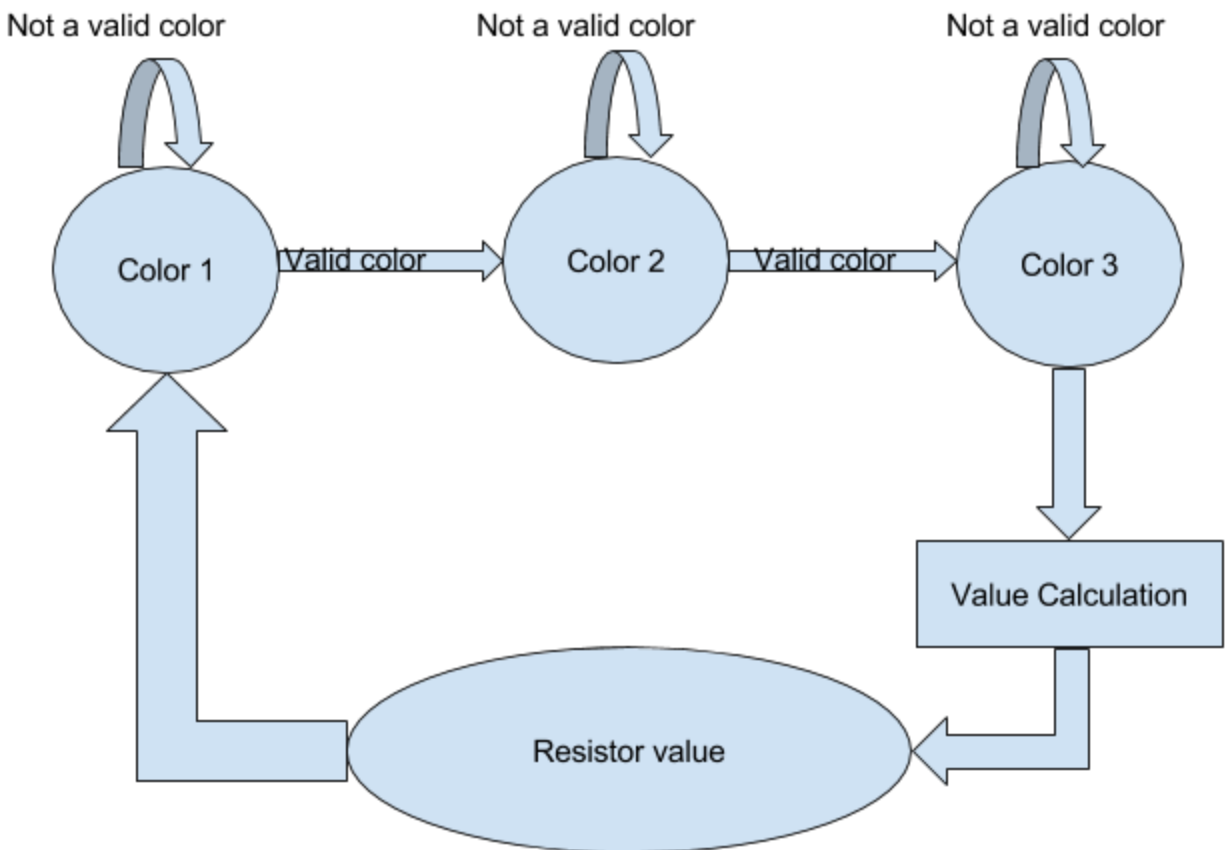 Not a valid color
Not a valid color
Not a valid color
Color 1
Valid color
Color 2
Valid color
Color 3
Value Calculation
Resistor value